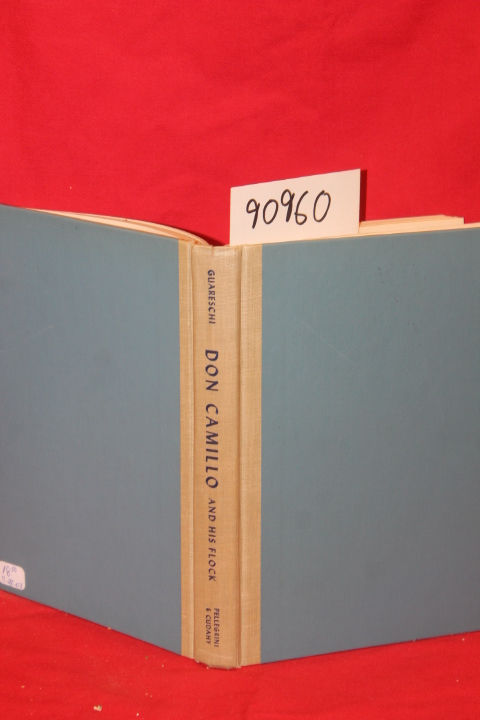 90960
GUARESCHI
DON CAMILLO AND HIS FLOCK
PELLEGRINI
& CUDAHY